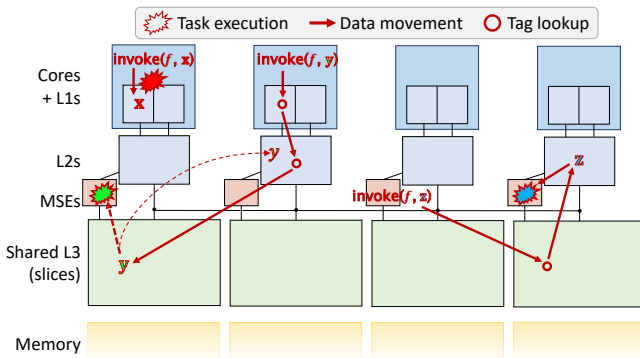 Task execution Data movement Tag lookup
invoke(f, x) invoke(f, y)
Cores
+ L1s
x
L2s
y
z
MSEs
invoke(f, z)
Shared L3
(slices)
y
Memory